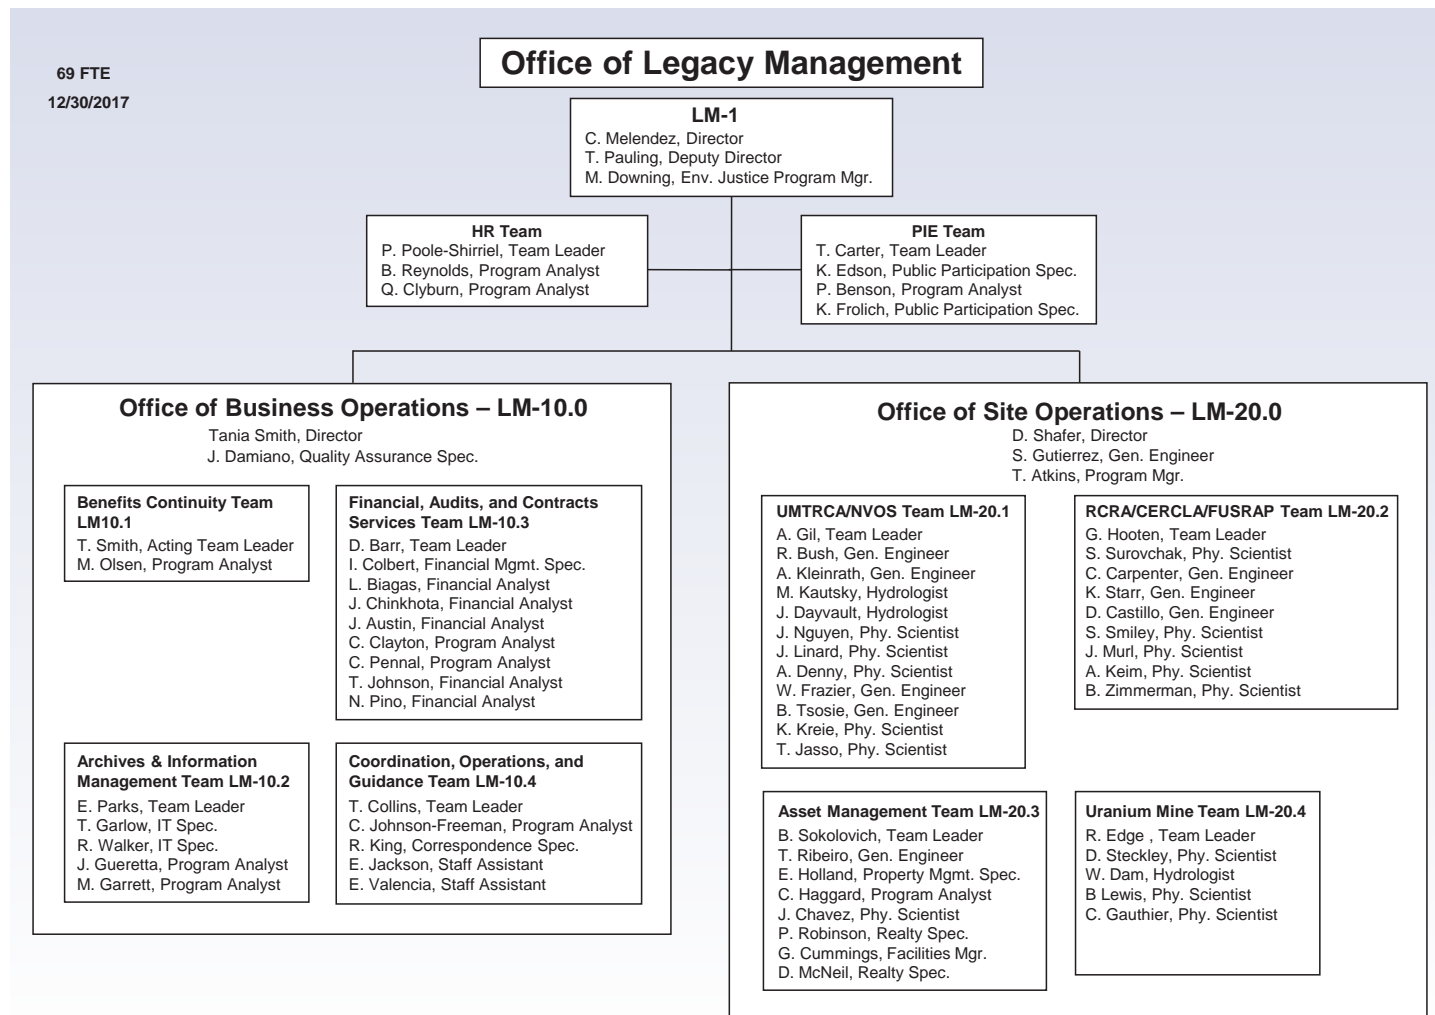 69 FTE
12/30/2017
Office of Legacy Management
LM-1
C. Melendez, Director
T. Pauling, Deputy Director
M. Downing, Env. Justice Program Mgr.
HR Team
P. Poole-Shirriel, Team Leader
B. Reynolds, Program Analyst
Q. Clyburn, Program Analyst
PIE Team
T. Carter, Team Leader
K. Edson, Public Participation Spec.
P. Benson, Program Analyst
K. Frolich, Public Participation Spec.
Office of Business Operations – LM-10.0
Tania Smith, Director
J. Damiano, Quality Assurance Spec.
Benefits Continuity Team
LM10.1
T. Smith, Acting Team Leader
M. Olsen, Program Analyst
Financial, Audits, and Contracts
Services Team LM-10.3
D. Barr, Team Leader
I. Colbert, Financial Mgmt. Spec.
L. Biagas, Financial Analyst
J. Chinkhota, Financial Analyst
J. Austin, Financial Analyst
C. Clayton, Program Analyst
C. Pennal, Program Analyst
T. Johnson, Financial Analyst
N. Pino, Financial Analyst
Archives & Information
Management Team LM-10.2
E. Parks, Team Leader
T. Garlow, IT Spec.
R. Walker, IT Spec.
J. Gueretta, Program Analyst
M. Garrett, Program Analyst
Coordination, Operations, and
Guidance Team LM-10.4
T. Collins, Team Leader
C. Johnson-Freeman, Program Analyst
R. King, Correspondence Spec.
E. Jackson, Staff Assistant
E. Valencia, Staff Assistant
Office of Site Operations – LM-20.0
D. Shafer, Director
S. Gutierrez, Gen. Engineer
T. Atkins, Program Mgr.
UMTRCA/NVOS Team LM-20.1
A. Gil, Team Leader
R. Bush, Gen. Engineer
A. Kleinrath, Gen. Engineer
M. Kautsky, Hydrologist
J. Dayvault, Hydrologist
J. Nguyen, Phy. Scientist
J. Linard, Phy. Scientist
A. Denny, Phy. Scientist
W. Frazier, Gen. Engineer
B. Tsosie, Gen. Engineer
K. Kreie, Phy. Scientist
T. Jasso, Phy. Scientist
RCRA/CERCLA/FUSRAP Team LM-20.2
G. Hooten, Team Leader
S. Surovchak, Phy. Scientist
C. Carpenter, Gen. Engineer
K. Starr, Gen. Engineer
D. Castillo, Gen. Engineer
S. Smiley, Phy. Scientist
J. Murl, Phy. Scientist
A. Keim, Phy. Scientist
B. Zimmerman, Phy. Scientist
Asset Management Team LM-20.3
B. Sokolovich, Team Leader
T. Ribeiro, Gen. Engineer
E. Holland, Property Mgmt. Spec.
C. Haggard, Program Analyst
J. Chavez, Phy. Scientist
P. Robinson, Realty Spec.
G. Cummings, Facilities Mgr.
D. McNeil, Realty Spec.
Uranium Mine Team LM-20.4
R. Edge , Team Leader
D. Steckley, Phy. Scientist
W. Dam, Hydrologist
B Lewis, Phy. Scientist
C. Gauthier, Phy. Scientist